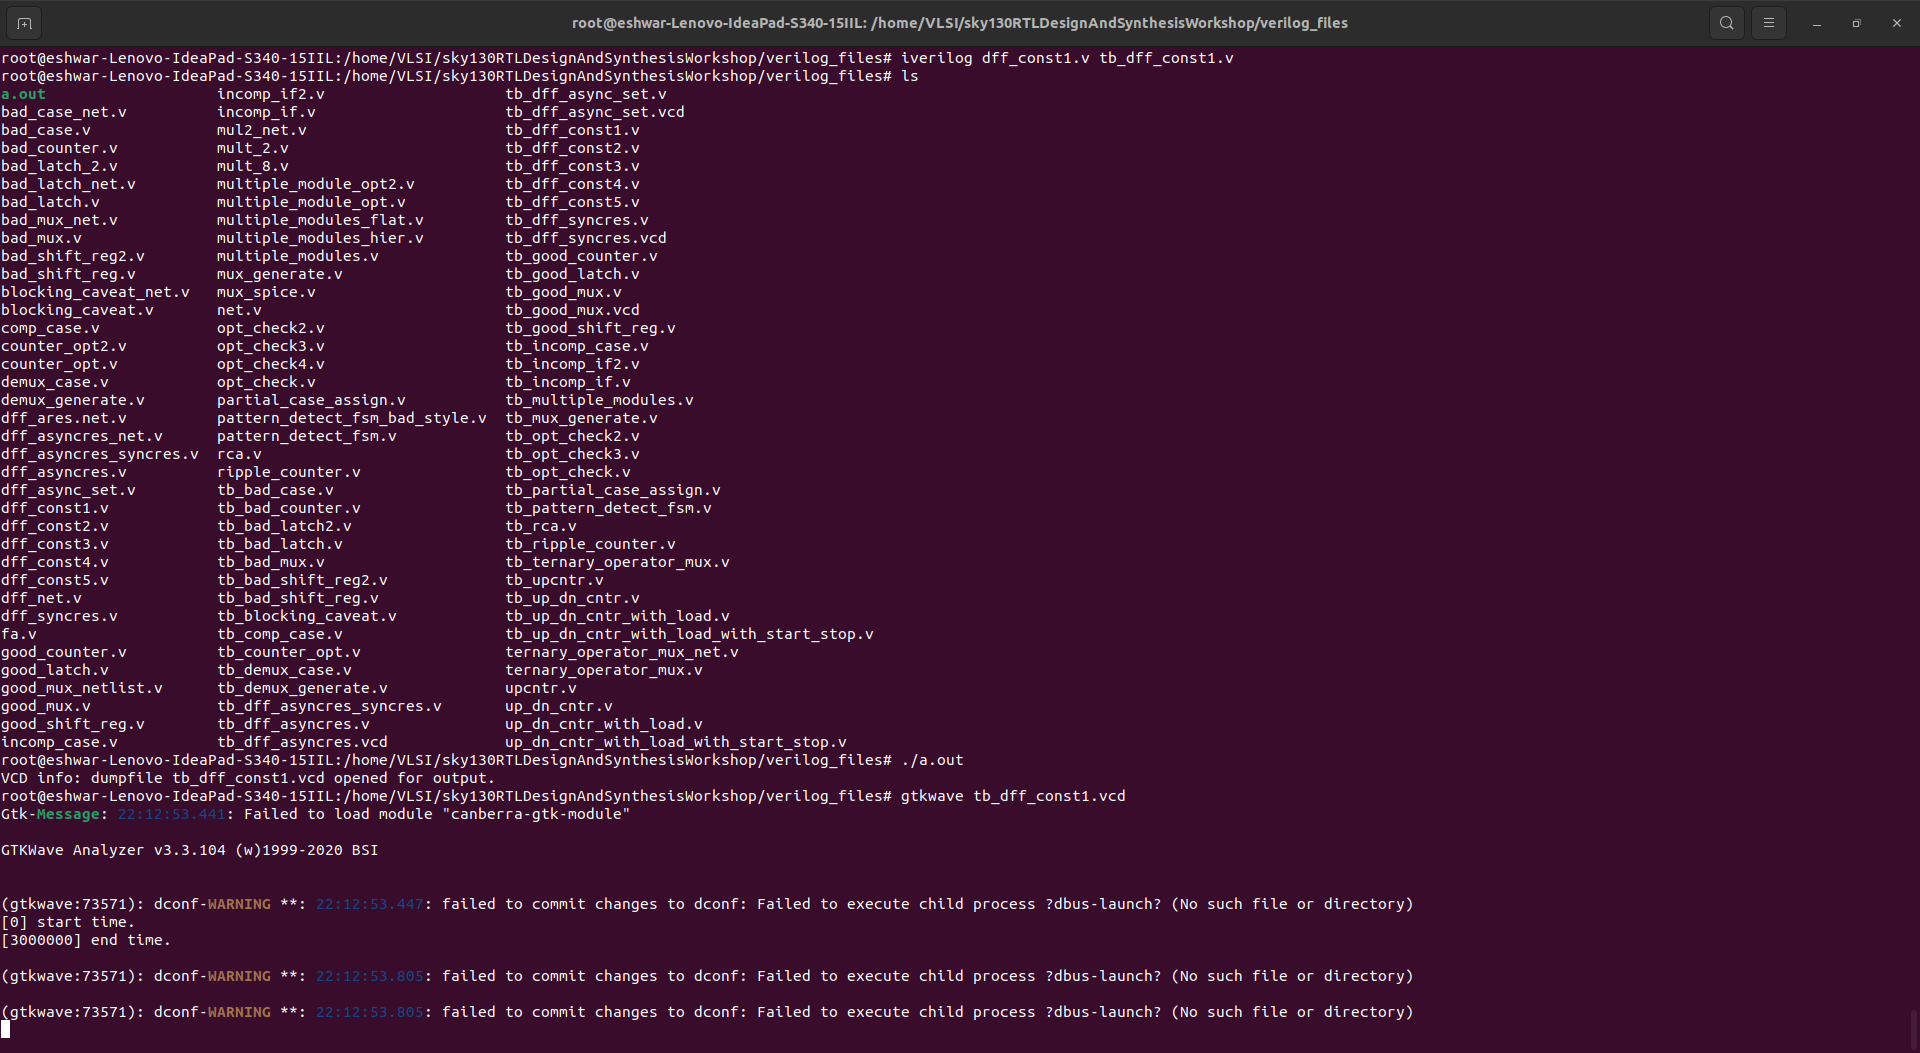 root@eshwar-Lenovo-IdeaPad-S340-15IIL: /home/VLSI/sky130RTLDesignAndSynthesisWorkshop/verilog_files
root@eshwar-Lenovo-IdeaPad-S340-15IIL:/home/VLSI/sky130RTLDesignAndSynthesisWorkshop/verilog_files# iverilog dff_const1.v tb_dff_const1.v
root@eshwar-Lenovo-IdeaPad-S340-15IIL:/home/VLSI/sky130RTLDesignAndSynthesisWorkshop/verilog_files# ls
a.out incomp_if2.v tb_dff_async_set.v
bad_case_net.v incomp_if.v tb_dff_async_set.vcd
bad_case.v mul2_net.v tb_dff_const1.v
bad_counter.v mult_2.v tb_dff_const2.v
bad_latch_2.v mult_8.v tb_dff_const3.v
bad_latch_net.v multiple_module_opt2.v tb_dff_const4.v
bad_latch.v multiple_module_opt.v tb_dff_const5.v
bad_mux_net.v multiple_modules_flat.v tb_dff_syncres.v
bad_mux.v multiple_modules_hier.v tb_dff_syncres.vcd
bad_shift_reg2.v multiple_modules.v tb_good_counter.v
bad_shift_reg.v mux_generate.v tb_good_latch.v
blocking_caveat_net.v mux_spice.v tb_good_mux.v
blocking_caveat.v net.v tb_good_mux.vcd
comp_case.v opt_check2.v tb_good_shift_reg.v
counter_opt2.v opt_check3.v tb_incomp_case.v
counter_opt.v opt_check4.v tb_incomp_if2.v
demux_case.v opt_check.v tb_incomp_if.v
demux_generate.v partial_case_assign.v tb_multiple_modules.v
dff_ares.net.v pattern_detect_fsm_bad_style.v tb_mux_generate.v
dff_asyncres_net.v pattern_detect_fsm.v tb_opt_check2.v
dff_asyncres_syncres.v rca.v tb_opt_check3.v
dff_asyncres.v ripple_counter.v tb_opt_check.v
dff_async_set.v tb_bad_case.v tb_partial_case_assign.v
dff_const1.v tb_bad_counter.v tb_pattern_detect_fsm.v
dff_const2.v tb_bad_latch2.v tb_rca.v
dff_const3.v tb_bad_latch.v tb_ripple_counter.v
dff_const4.v tb_bad_mux.v tb_ternary_operator_mux.v
dff_const5.v tb_bad_shift_reg2.v tb_upcntr.v
dff_net.v tb_bad_shift_reg.v tb_up_dn_cntr.v
dff_syncres.v tb_blocking_caveat.v tb_up_dn_cntr_with_load.v
fa.v tb_comp_case.v tb_up_dn_cntr_with_load_with_start_stop.v
good_counter.v tb_counter_opt.v ternary_operator_mux_net.v
good_latch.v tb_demux_case.v ternary_operator_mux.v
good_mux_netlist.v tb_demux_generate.v upcntr.v
good_mux.v tb_dff_asyncres_syncres.v up_dn_cntr.v
good_shift_reg.v tb_dff_asyncres.v up_dn_cntr_with_load.v
incomp_case.v tb_dff_asyncres.vcd up_dn_cntr_with_load_with_start_stop.v
root@eshwar-Lenovo-IdeaPad-S340-15IIL:/home/VLSI/sky130RTLDesignAndSynthesisWorkshop/verilog_files# ./a.out
VCD info: dumpfile tb_dff_const1.vcd opened for output.
root@eshwar-Lenovo-IdeaPad-S340-15IIL:/home/VLSI/sky130RTLDesignAndSynthesisWorkshop/verilog_files# gtkwave tb_dff_const1.vcd
Gtk-Message: 22:12:53.441: Failed to load module "canberra-gtk-module"
GTKWave Analyzer v3.3.104 (w)1999-2020 BSI
(gtkwave:73571): dconf-WARNING **: 22:12:53.447: failed to commit changes to dconf: Failed to execute child process ?dbus-launch? (No such file or directory)
[0] start time.
[3000000] end time.
(gtkwave:73571): dconf-WARNING **: 22:12:53.805: failed to commit changes to dconf: Failed to execute child process ?dbus-launch? (No such file or directory)
(gtkwave:73571): dconf-WARNING **: 22:12:53.805: failed to commit changes to dconf: Failed to execute child process ?dbus-launch? (No such file or directory)